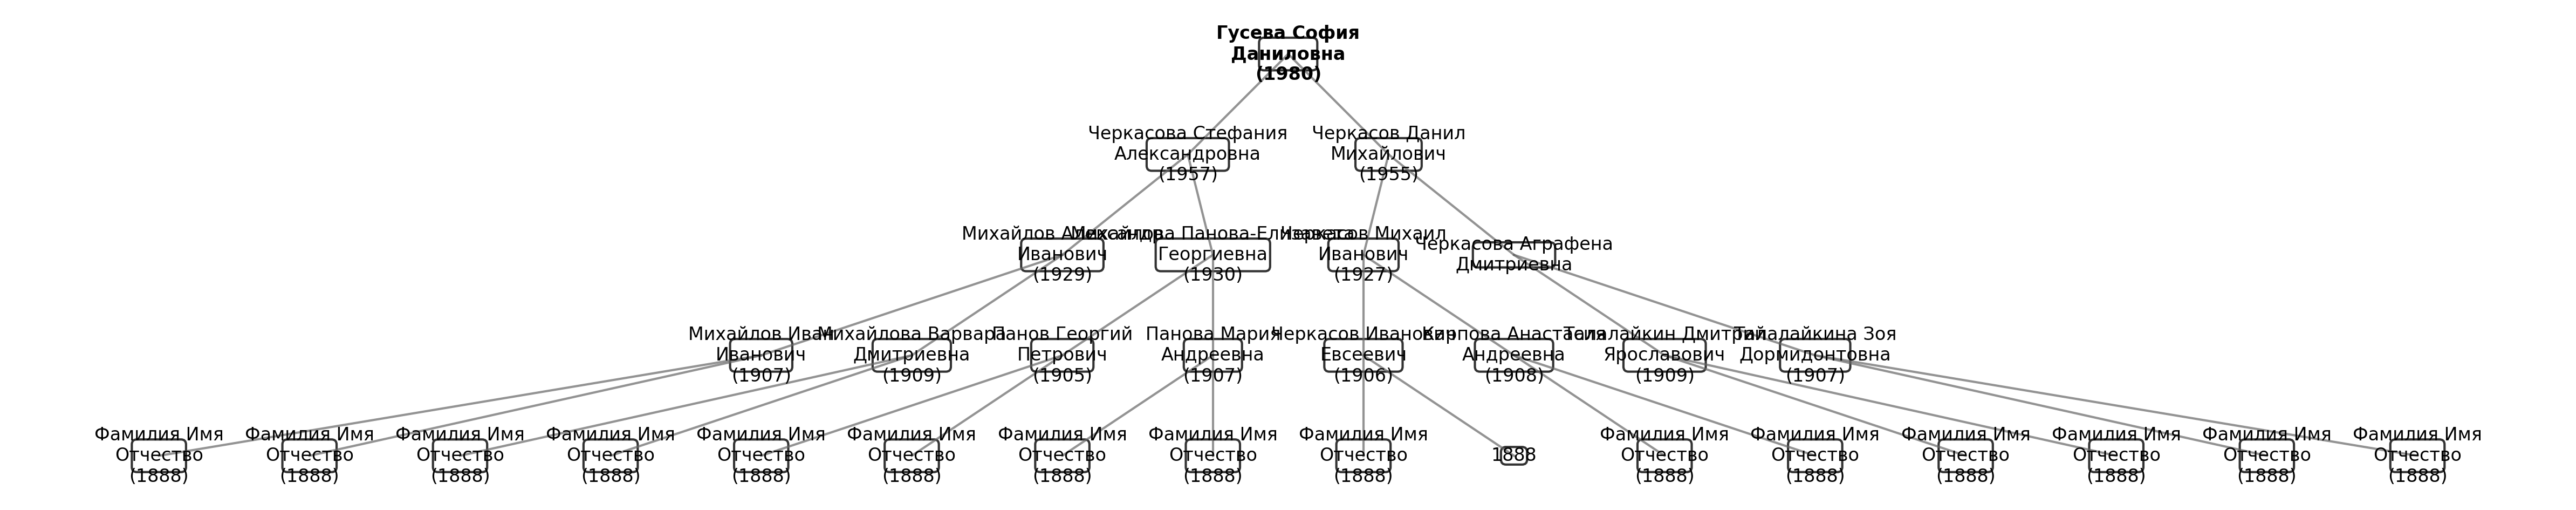 Гусева София
Даниловна
(1980)
Черкасова Стефания
Александровна
(1957)
Черкасов Данил
Михайлович
(1955)
Михайлов Александр
Иванович
(1929)
Михайлова Панова-Елизавета
Георгиевна
(1930)
Черкасов Михаил
Иванович
(1927)
Черкасова Аграфена
Дмитриевна
Михайлов Иван
Иванович
(1907)
Михайлова Варвара
Дмитриевна
(1909)
Панов Георгий
Петрович
(1905)
Панова Мария
Андреевна
(1907)
Черкасов Иванович
Евсеевич
(1906)
Карпова Анастасия
Андреевна
(1908)
Талалайкин Дмитрий
Ярославович
(1909)
Талалайкина Зоя
Дормидонтовна
(1907)
Фамилия Имя
Отчество
(1888)
Фамилия Имя
Отчество
(1888)
Фамилия Имя
Отчество
(1888)
Фамилия Имя
Отчество
(1888)
Фамилия Имя
Отчество
(1888)
Фамилия Имя
Отчество
(1888)
Фамилия Имя
Отчество
(1888)
Фамилия Имя
Отчество
(1888)
Фамилия Имя
Отчество
(1888)
1888
Фамилия Имя
Отчество
(1888)
Фамилия Имя
Отчество
(1888)
Фамилия Имя
Отчество
(1888)
Фамилия Имя
Отчество
(1888)
Фамилия Имя
Отчество
(1888)
Фамилия Имя
Отчество
(1888)